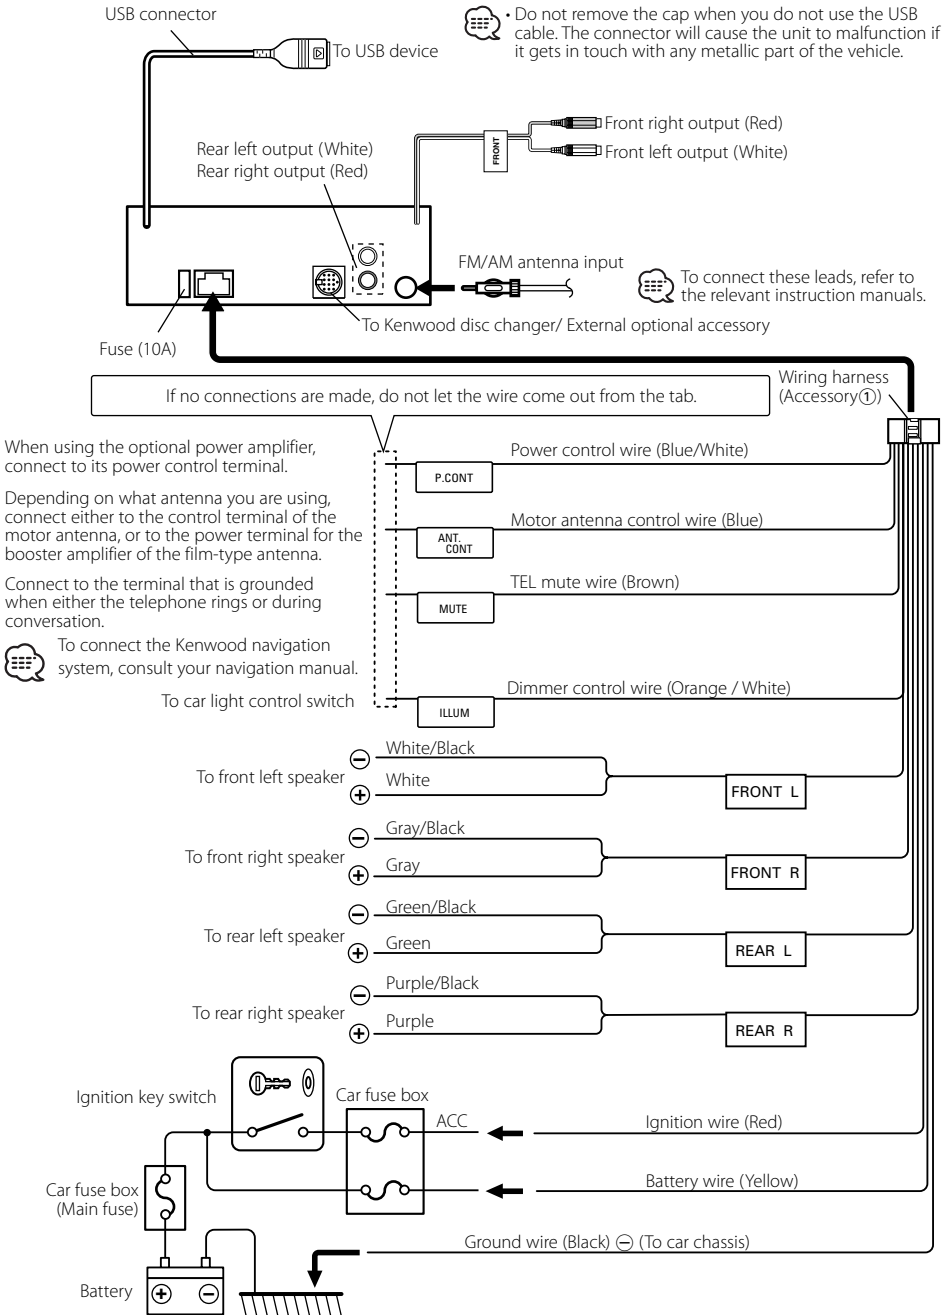 USB connector
To USB device
• Do not remove the cap when you do not use the USB
cable. The connector will cause the unit to malfunction if
it gets in touch with any metallic part of the vehicle.
FRONT
Front right output (Red)
Front left output (White)
Rear left output (White)
Rear right output (Red)
FM/AM antenna input
To connect these leads, refer to
the relevant instruction manuals.
To Kenwood disc changer/ External optional accessory
Fuse (10A)
Wiring harness
(Accessory①)
If no connections are made, do not let the wire come out from the tab.
When using the optional power amplifier,
connect to its power control terminal.
Power control wire (Blue/White)
P.CONT
Depending on what antenna you are using,
connect either to the control terminal of the
motor antenna, or to the power terminal for the
booster amplifier of the film-type antenna.
Motor antenna control wire (Blue)
ANT.
CONT
Connect to the terminal that is grounded
when either the telephone rings or during
conversation.
TEL mute wire (Brown)
MUTE
To connect the Kenwood navigation
system, consult your navigation manual.
To car light control switch
Dimmer control wire (Orange / White)
ILLUM
To front left speaker
⊖ White/Black
⊕ White
FRONT L
To front right speaker
⊖ Gray/Black
⊕ Gray
FRONT R
To rear left speaker
⊖ Green/Black
⊕ Green
REAR L
To rear right speaker
⊖ Purple/Black
⊕ Purple
REAR R
Ignition key switch
Car fuse box
ACC
Ignition wire (Red)
Car fuse box
(Main fuse)
Battery wire (Yellow)
Ground wire (Black) ⊖ (To car chassis)
Battery
⊕ ⊖